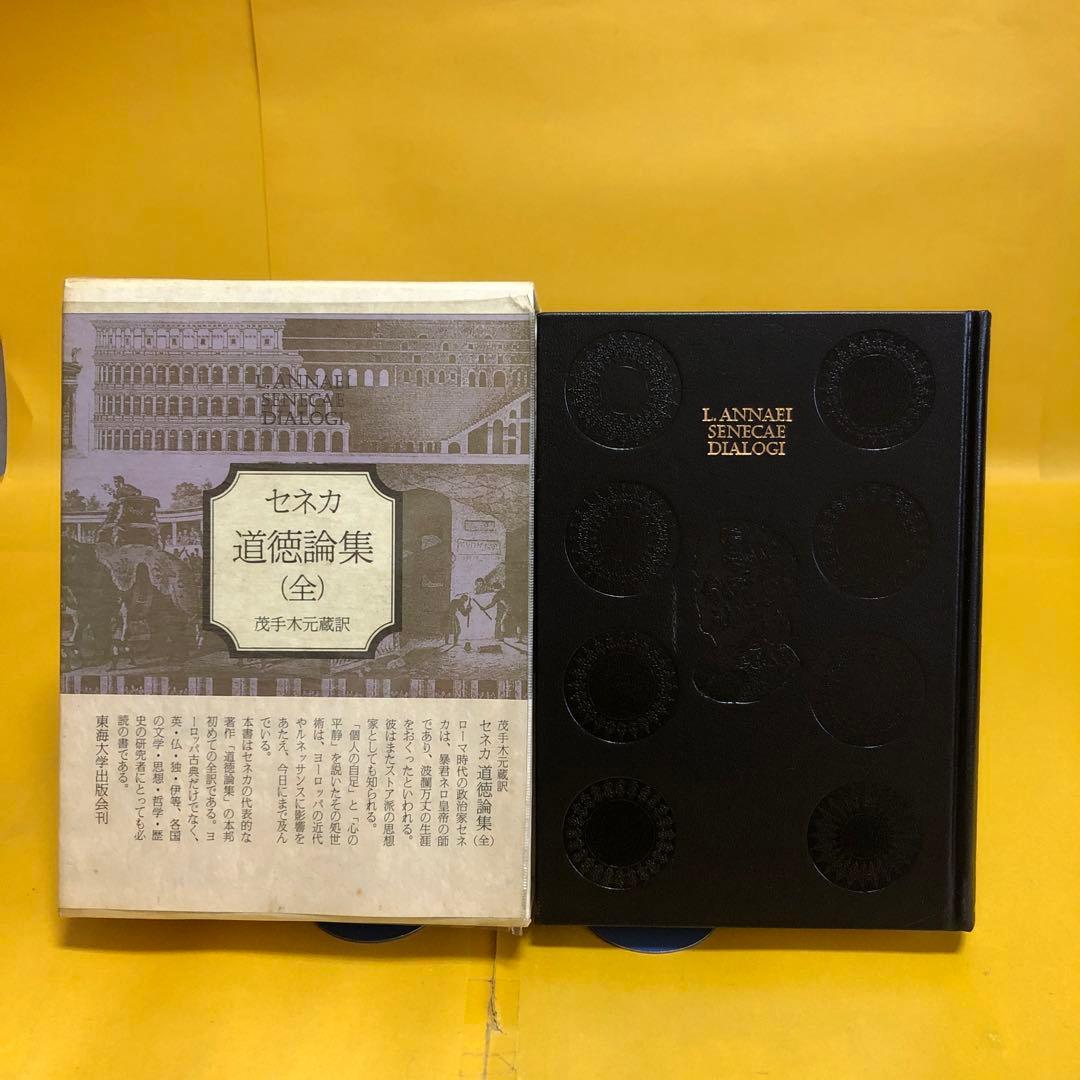 L. ANNAEI
SENECAE
DIALOGI
セネカ
道徳論集
(全)
茂手木元蔵訳
茂手木元蔵訳
セネカ 道徳論集(全)
ローマ時代の政治家セネ
カは、暴君ネロ皇帝の師
であり、波瀾万丈の生涯
をおくったといわれる。
彼はまたストア派の思想
家としても知られる。
「個人の自足」と「心の
平静」を説いたその処世
術は、ヨーロッパの近代
やルネッサンスに影響を
あたえ、今日にまで及ん
でいる。
本書はセネカの代表的な
著作「道徳論集」の本邦
初めての全訳である。ヨ
ーロッパ古典だけでなく、
英・仏・独・伊等、各国
の文学・思想・哲学・歴
史の研究者にとっても必
読の書である。
東海大学出版会刊
L. ANNAEI
SENECAE
DIALOGI